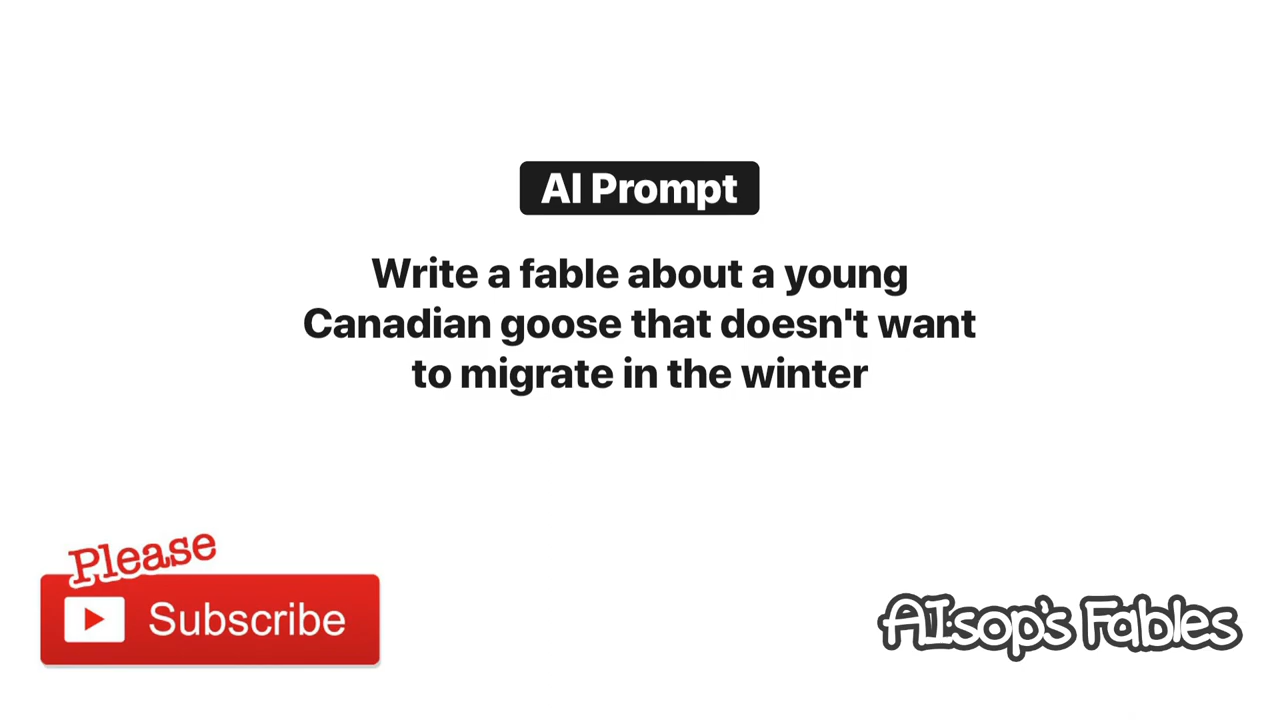 AI Prompt
Write a fable about a young
Canadian goose that doesn't want
to migrate in the winter
Please
Subscribe
AIsop's Fables